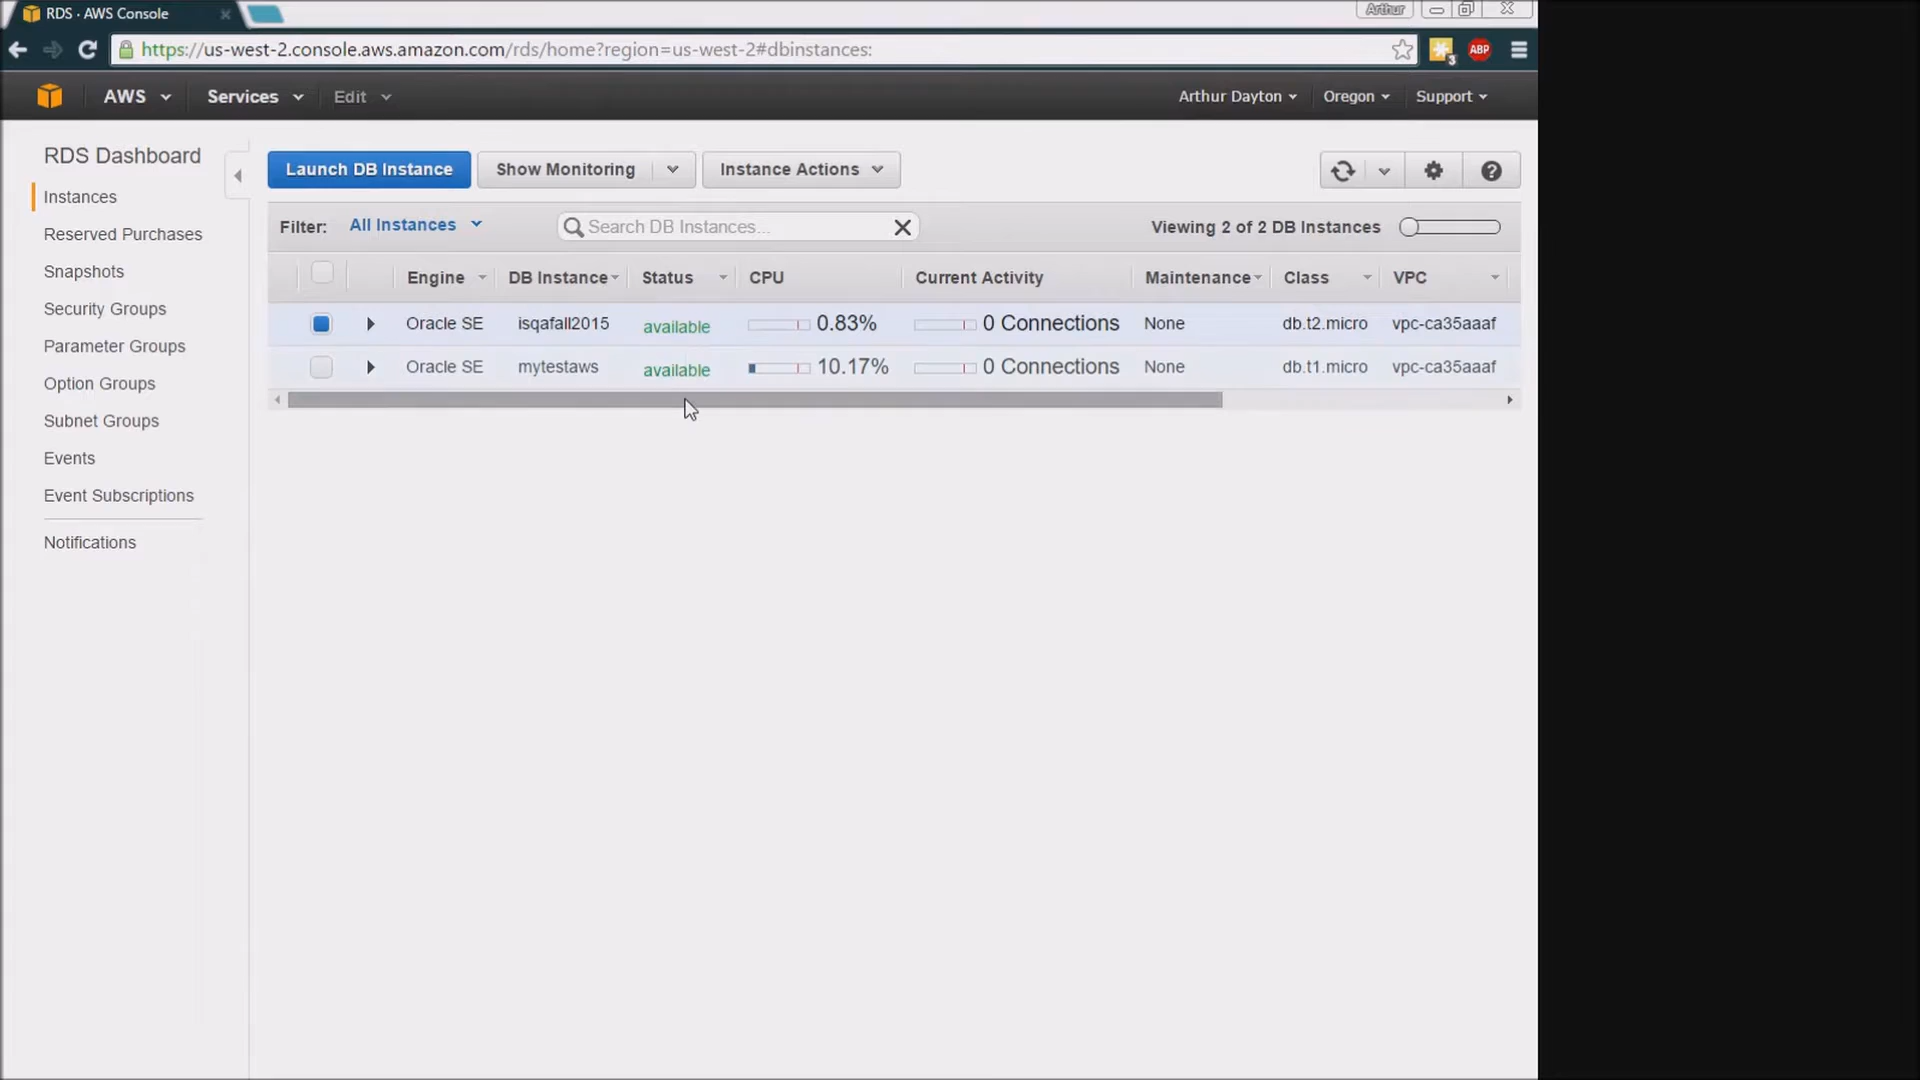 RDS · AWS Console
Arthur
https://us-west-2.console.aws.amazon.com/rds/home?region=us-west-2#dbinstances:
3
ABP
AWS Services Edit Arthur Dayton Oregon Support
RDS Dashboard
Instances
Reserved Purchases
Snapshots
Security Groups
Parameter Groups
Option Groups
Subnet Groups
Events
Event Subscriptions
Notifications
Launch DB Instance Show Monitoring Instance Actions
Filter: All Instances Search DB Instances... Viewing 2 of 2 DB Instances
Engine DB Instance Status CPU Current Activity Maintenance Class VPC
Oracle SE isqafall2015 available 0.83% 0 Connections None db.t2.micro vpc-ca35aaaf
Oracle SE mytestaws available 10.17% 0 Connections None db.t1.micro vpc-ca35aaaf